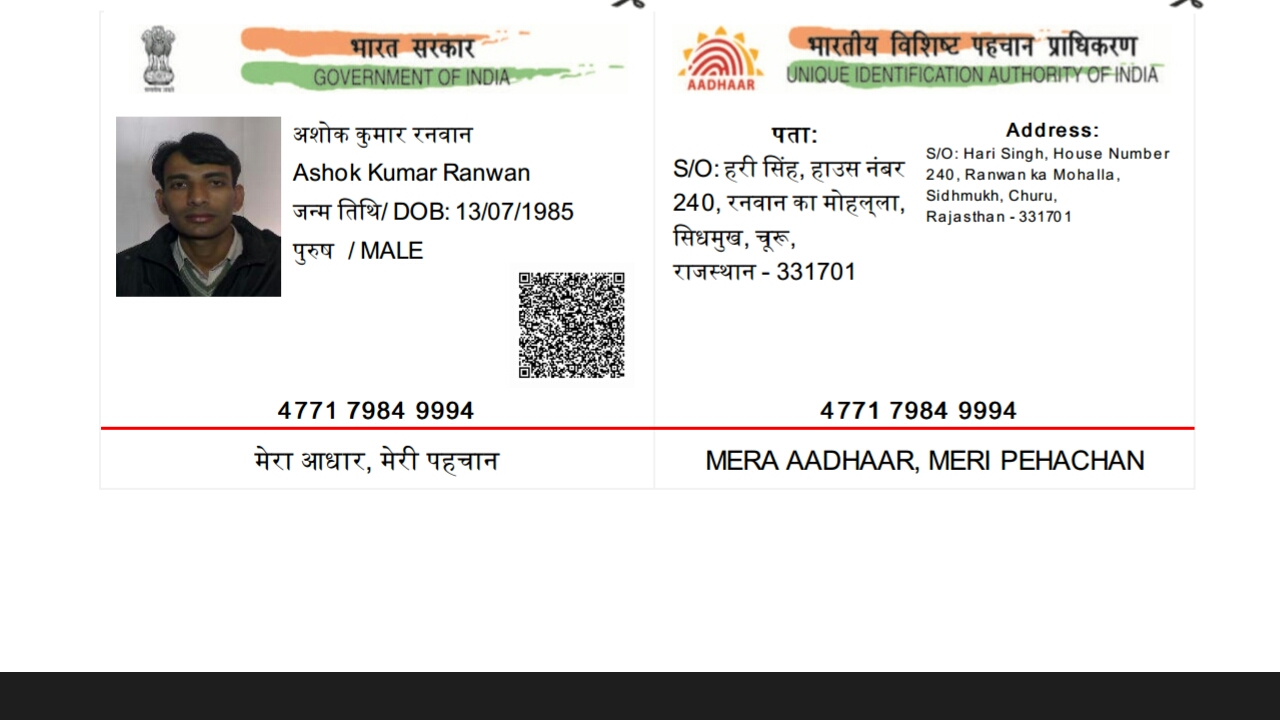 भारत सरकार
GOVERNMENT OF INDIA
अशोक कुमार रनवान
Ashok Kumar Ranwan
जन्म तिथि/ DOB: 13/07/1985
पुरुष / MALE
4771 7984 9994
मेरा आधार, मेरी पहचान
भारतीय विशिष्ट पहचान प्राधिकरण
UNIQUE IDENTIFICATION AUTHORITY OF INDIA
AADHAAR
पता:
S/O: हरी सिंह, हाउस नंबर
240, रनवान का मोहल्ला,
सिधमुख, चूरू,
राजस्थान - 331701
Address:
S/O: Hari Singh, House Number
240, Ranwan ka Mohalla,
Sidhmukh, Churu,
Rajasthan - 331701
4771 7984 9994
MERA AADHAAR, MERI PEHACHAN